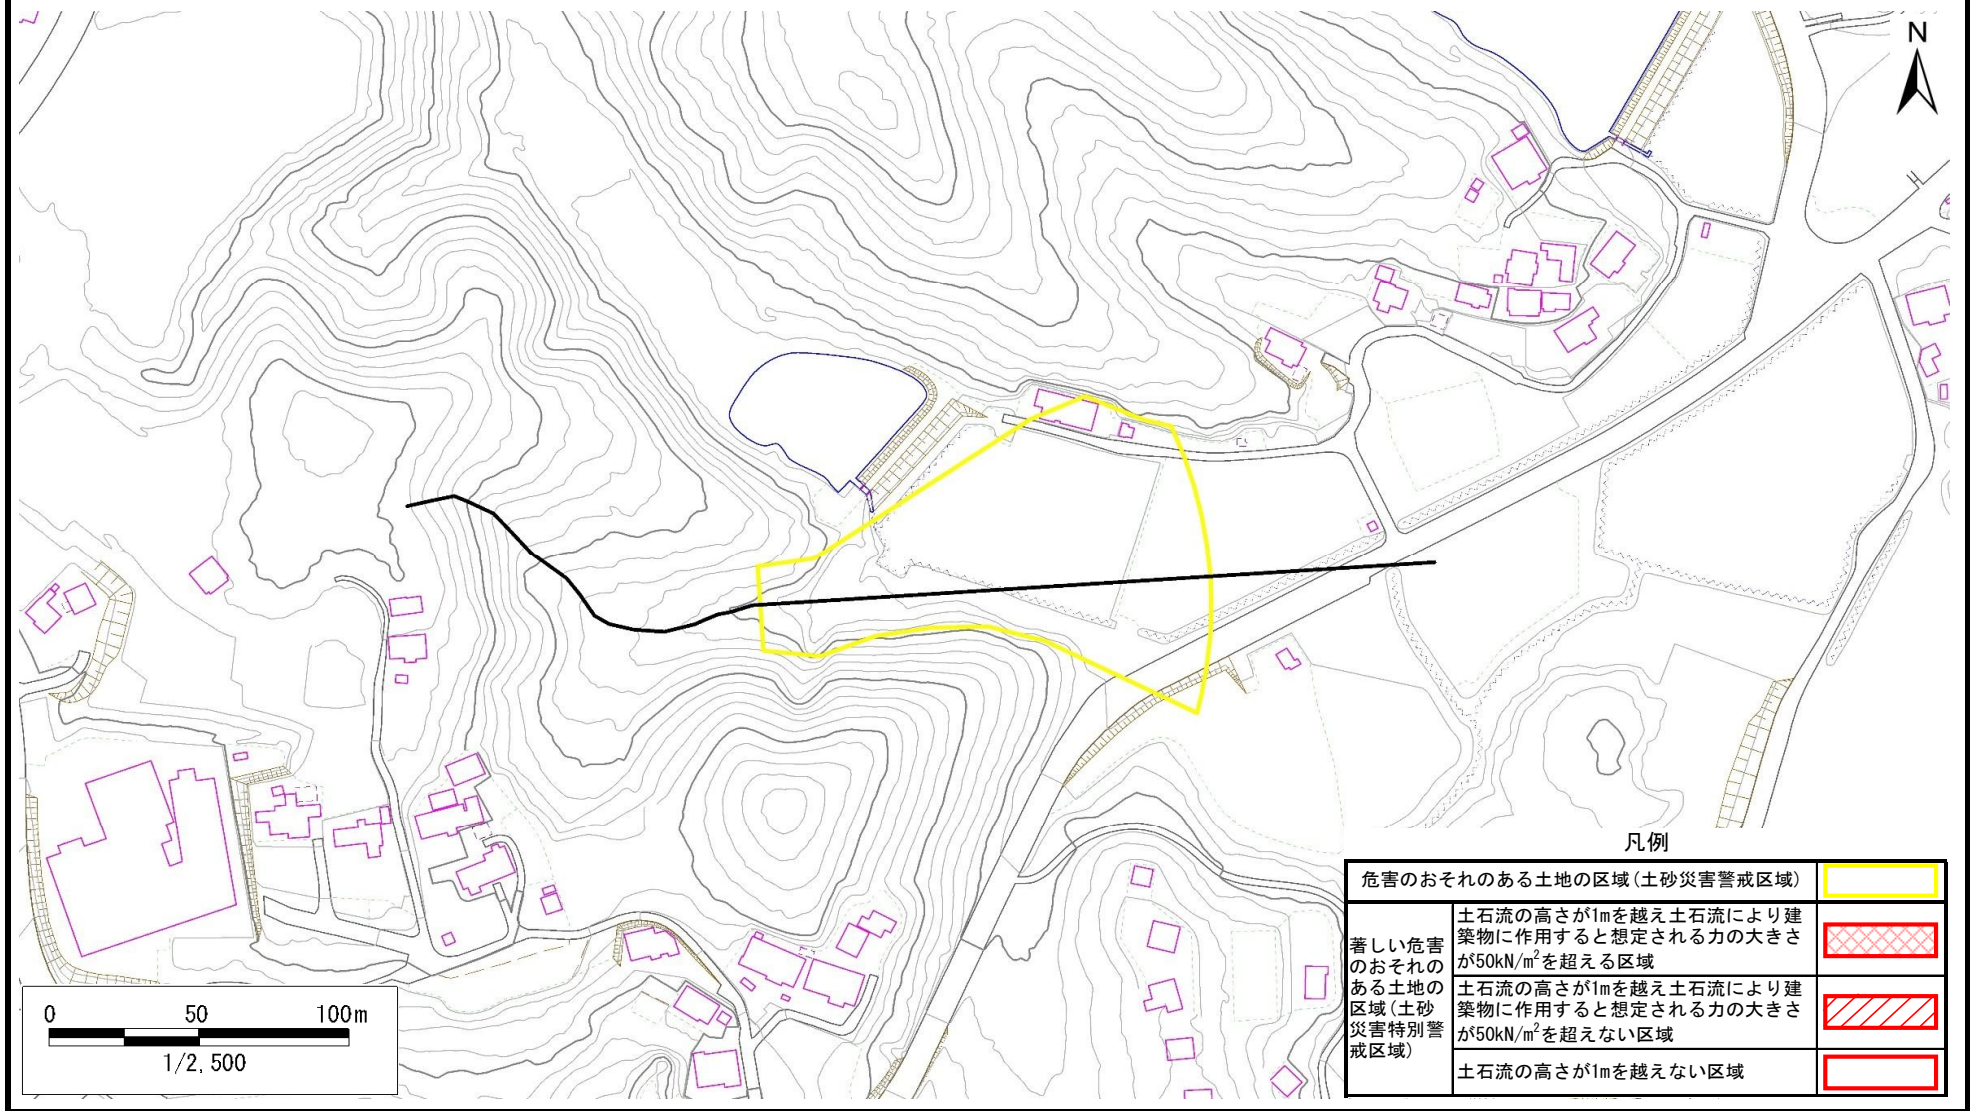 N
凡例
危害のおそれのある土地の区域(土砂災害警戒区域)
著しい危害
のおそれの
ある土地の
区域(土砂
災害特別警
戒区域)
土石流の高さが1mを越え土石流により建
築物に作用すると想定される力の大きさ
が50kN/m²を超える区域
土石流の高さが1mを越え土石流により建
築物に作用すると想定される力の大きさ
が50kN/m²を超えない区域
土石流の高さが1mを越えない区域
0 50 100m
1/2,500